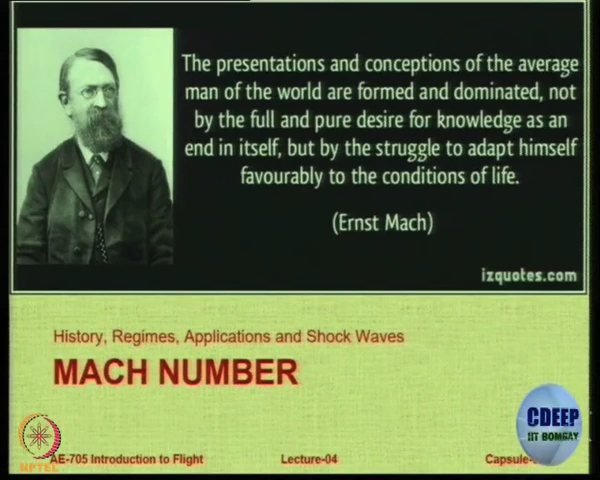 The presentations and conceptions of the average
man of the world are formed and dominated, not
by the full and pure desire for knowledge as an
end in itself, but by the struggle to adapt himself
favourably to the conditions of life.
(Ernst Mach)
izquotes.com
History, Regimes, Applications and Shock Waves
MACH NUMBER
CDEEP
IIT BOMBAY
NPTEL
AE-705 Introduction to Flight
Lecture-04
Capsule-